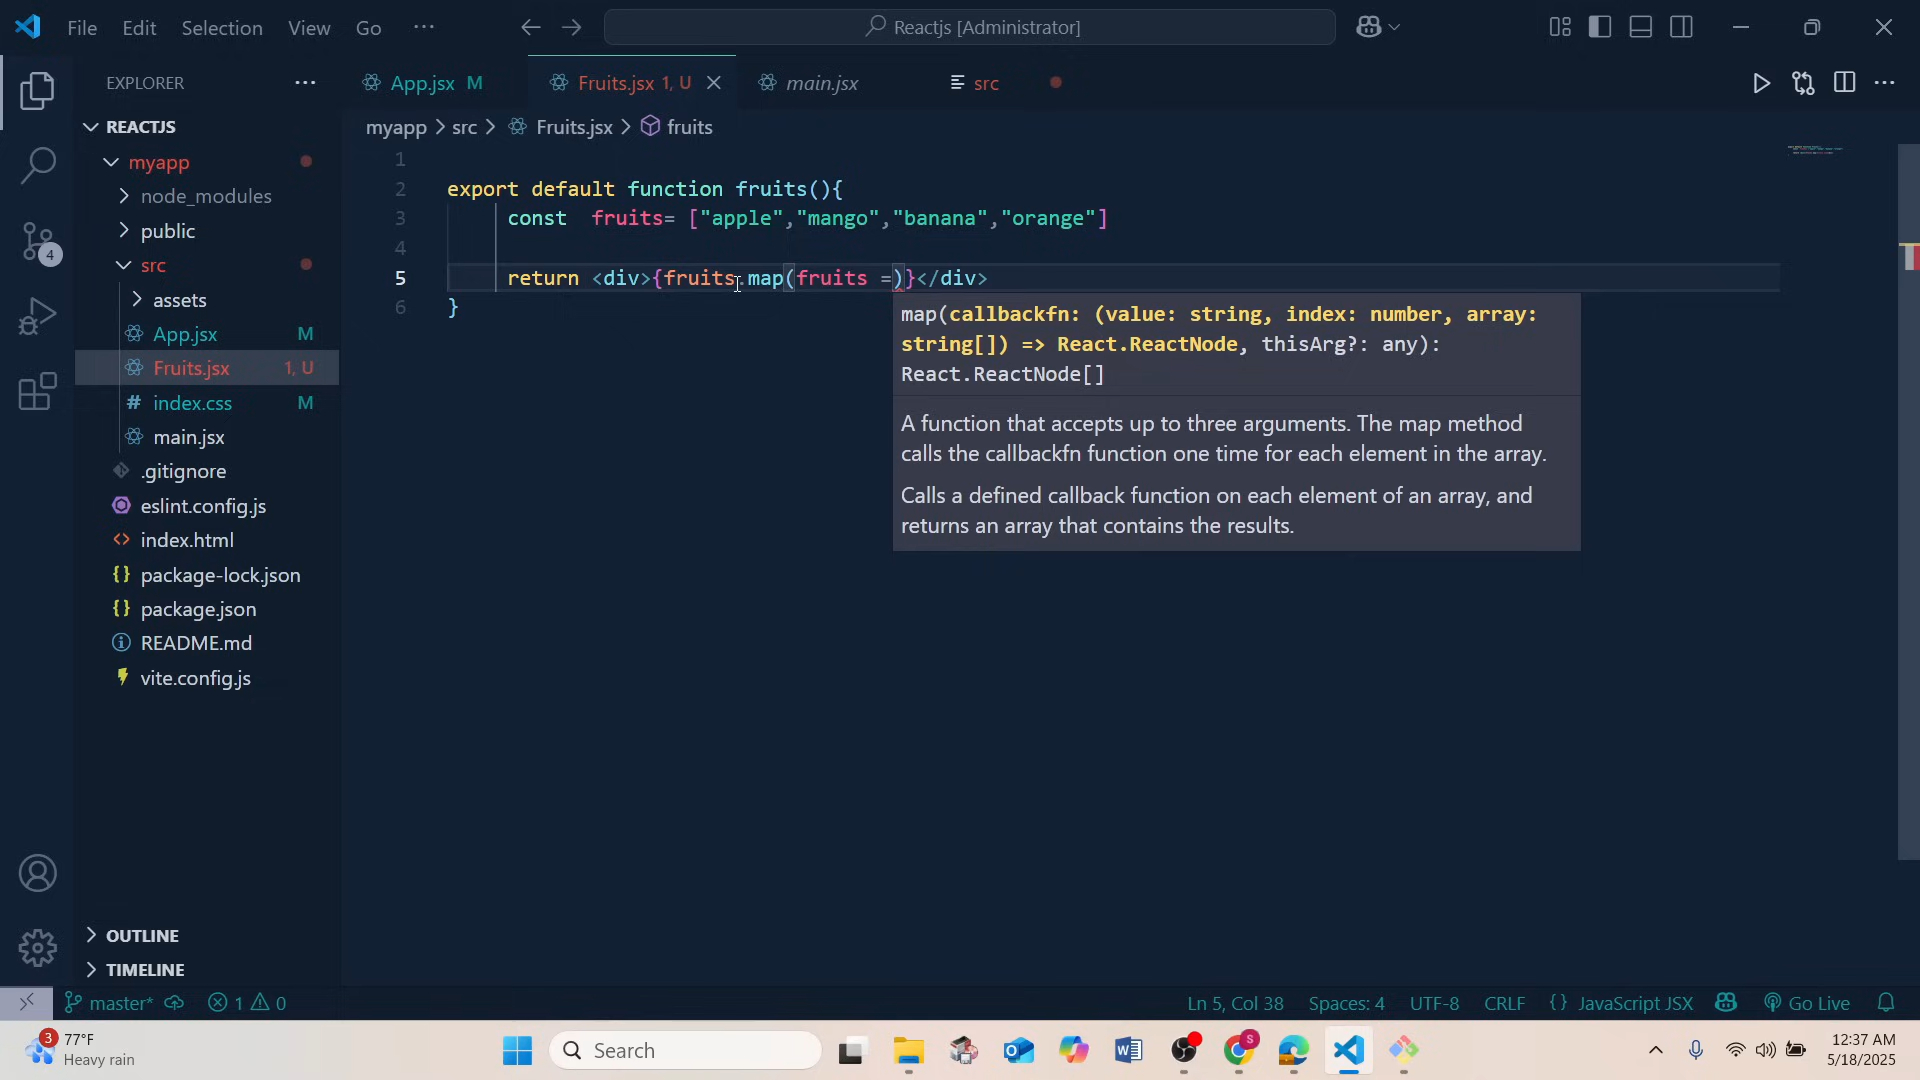 File Edit Selection View Go ··· Reactjs [Administrator]
EXPLORER ···
App.jsx M Fruits.jsx 1, U main.jsx src
REACTJS
myapp > src > Fruits.jsx > fruits
myapp
node_modules
public
src
assets
App.jsx M
Fruits.jsx 1, U
index.css M
main.jsx
.gitignore
eslint.config.js
index.html
package-lock.json
package.json
README.md
vite.config.js
OUTLINE
TIMELINE
4
1
2 export default function fruits(){
3 const fruits= ["apple","mango","banana","orange"]
4
5 return <div>{fruits.map(fruits =)}</div>
6 }
map(callbackfn: (value: string, index: number, array:
string[]) => React.ReactNode, thisArg?: any):
React.ReactNode[]
A function that accepts up to three arguments. The map method
calls the callbackfn function one time for each element in the array.
Calls a defined callback function on each element of an array, and
returns an array that contains the results.
master* 1 0 Ln 5, Col 38 Spaces: 4 UTF-8 CRLF {} JavaScript JSX Go Live
3 77°F
Heavy rain
Search
S
12:37 AM
5/18/2025